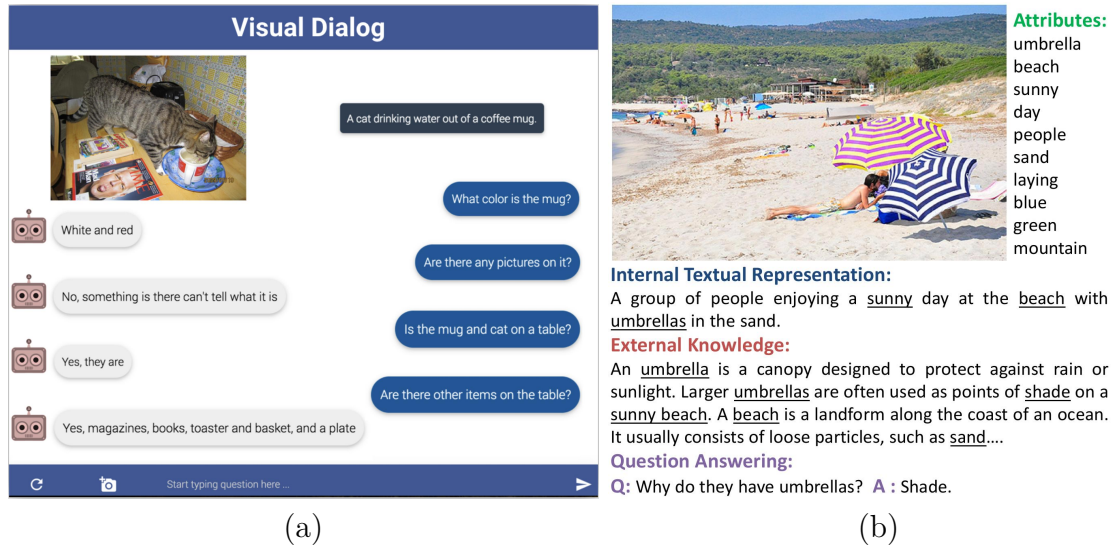 Visual Dialog
A cat drinking water out of a coffee mug.
What color is the mug?
White and red
Are there any pictures on it?
No, something is there can't tell what it is
Is the mug and cat on a table?
Yes, they are
Are there other items on the table?
Yes, magazines, books, toaster and basket, and a plate
Start typing question here ...
(a)
Attributes:
umbrella
beach
sunny
day
people
sand
laying
blue
green
mountain
Internal Textual Representation:
A group of people enjoying a sunny day at the beach with
umbrellas in the sand.
External Knowledge:
An umbrella is a canopy designed to protect against rain or
sunlight. Larger umbrellas are often used as points of shade on a
sunny beach. A beach is a landform along the coast of an ocean.
It usually consists of loose particles, such as sand....
Question Answering:
Q: Why do they have umbrellas? A : Shade.
(b)